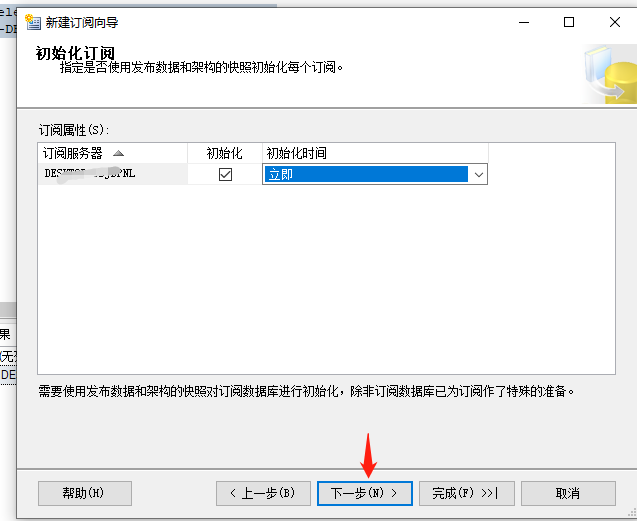 ele
新建订阅向导
-DE
初始化订阅
指定是否使用发布数据和架构的快照初始化每个订阅。
订阅属性(S):
订阅服务器 初始化 初始化时间
立即
果
(无
DE
需要使用发布数据和架构的快照对订阅数据库进行初始化，除非订阅数据库已为订阅作了特殊的准备。
帮助(H) < 上一步(B) 下一步(N) > 完成(F) >>| 取消